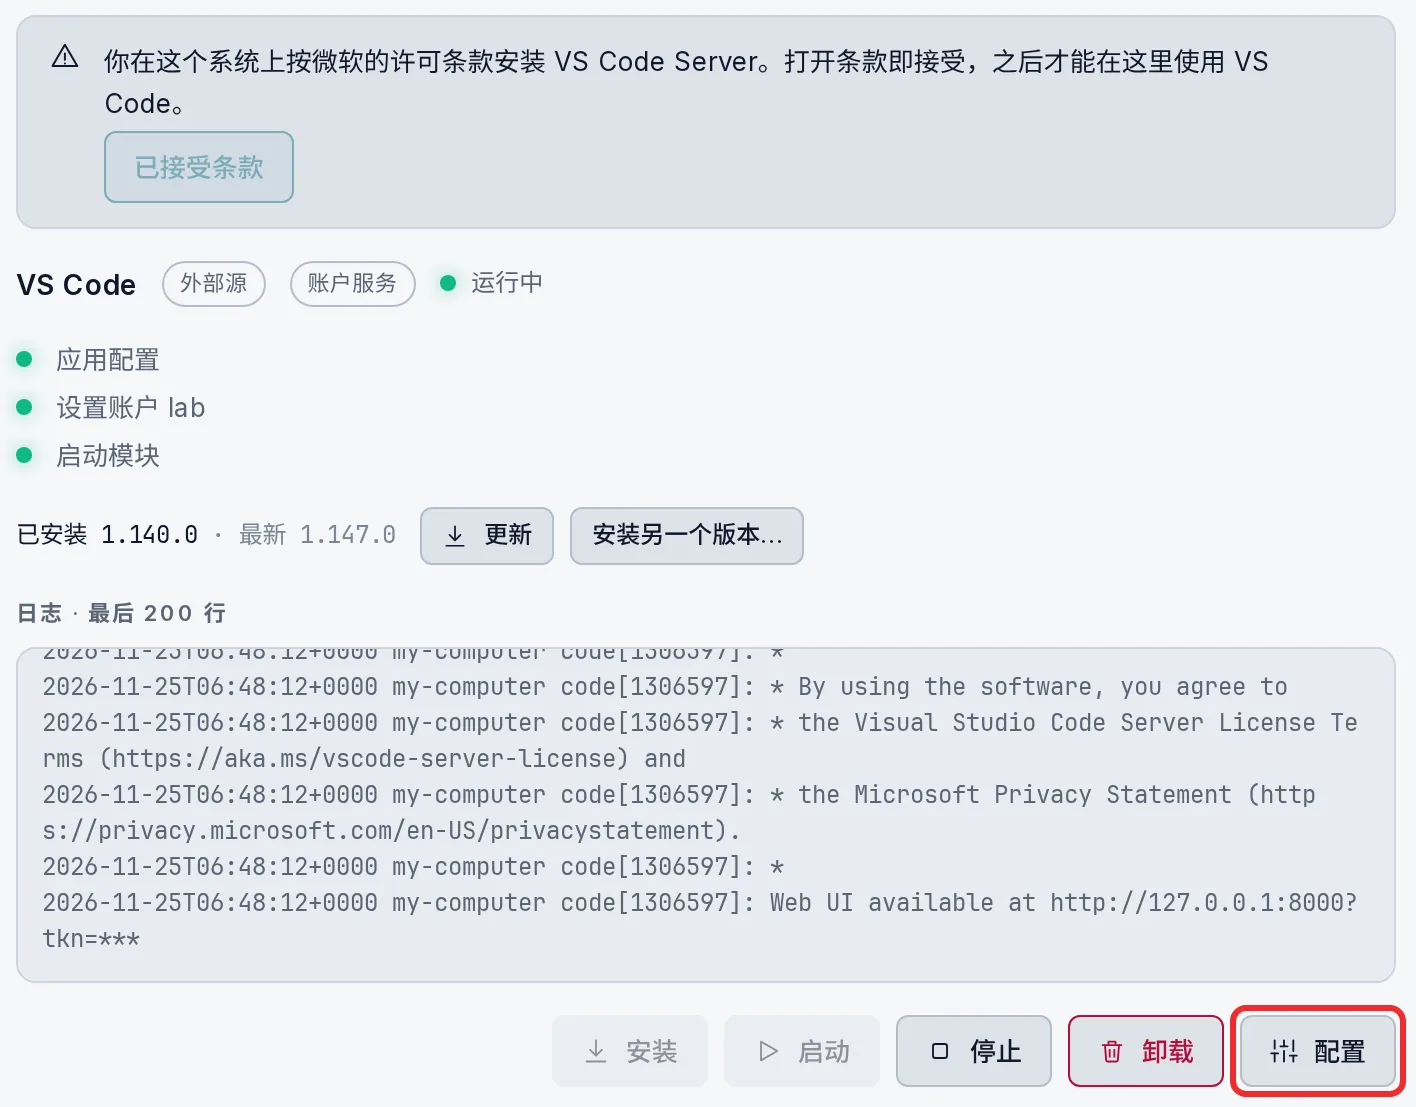 你在这个系统上按微软的许可条款安装 VS Code Server。打开条款即接受，之后才能在这里使用 VS
Code。
已接受条款
VS Code 外部源 账户服务 运行中
应用配置
设置账户 lab
启动模块
已安装 1.140.0 · 最新 1.147.0 更新 安装另一个版本...
日志 · 最后 200 行
2026-11-25T06:48:12+0000 my-computer code[1306597]: *
2026-11-25T06:48:12+0000 my-computer code[1306597]: * By using the software, you agree to
2026-11-25T06:48:12+0000 my-computer code[1306597]: * the Visual Studio Code Server License Te
rms (https://aka.ms/vscode-server-license) and
2026-11-25T06:48:12+0000 my-computer code[1306597]: * the Microsoft Privacy Statement (http
s://privacy.microsoft.com/en-US/privacystatement).
2026-11-25T06:48:12+0000 my-computer code[1306597]: *
2026-11-25T06:48:12+0000 my-computer code[1306597]: Web UI available at http://127.0.0.1:8000?
tkn=***
安装 启动 停止 卸载 配置